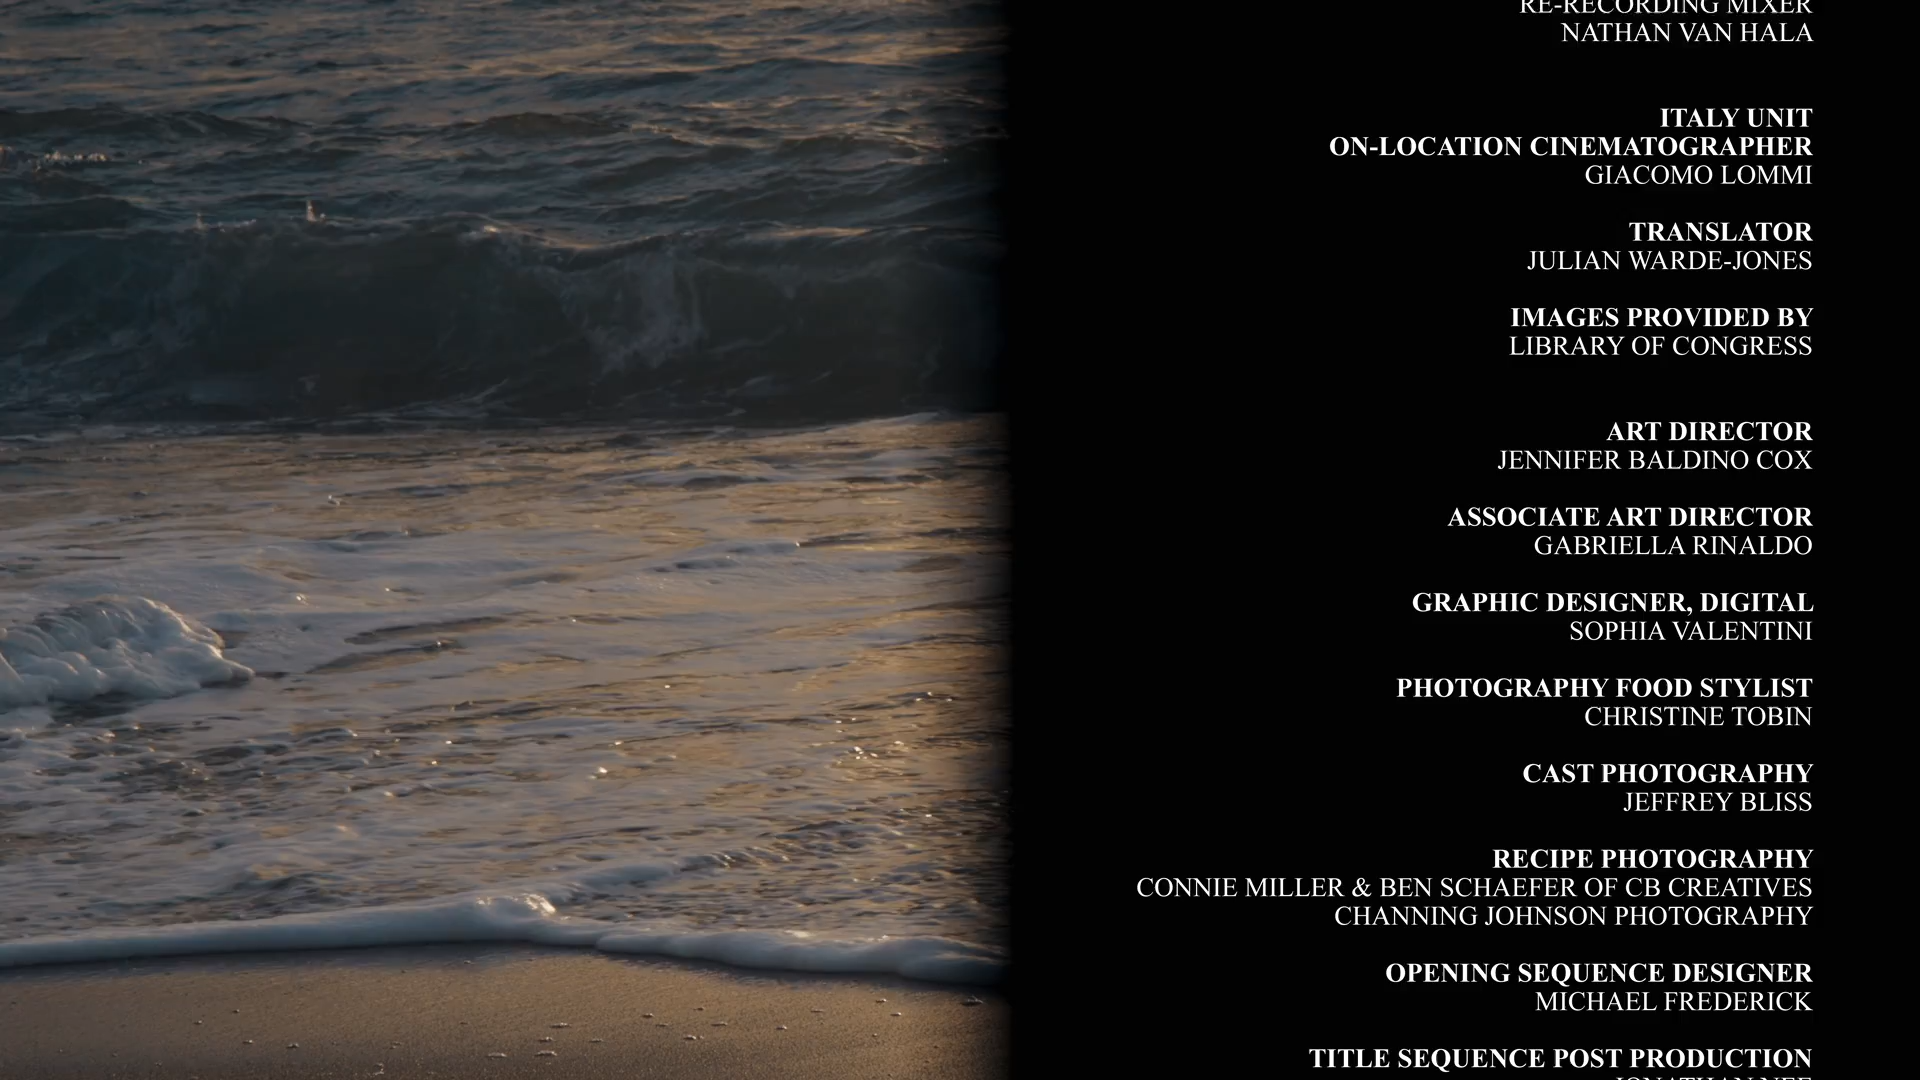 RE-RECORDING MIXER
NATHAN VAN HALA
ITALY UNIT
ON-LOCATION CINEMATOGRAPHER
GIACOMO LOMMI
TRANSLATOR
JULIAN WARDE-JONES
IMAGES PROVIDED BY
LIBRARY OF CONGRESS
ART DIRECTOR
JENNIFER BALDINO COX
ASSOCIATE ART DIRECTOR
GABRIELLA RINALDO
GRAPHIC DESIGNER, DIGITAL
SOPHIA VALENTINI
PHOTOGRAPHY FOOD STYLIST
CHRISTINE TOBIN
CAST PHOTOGRAPHY
JEFFREY BLISS
RECIPE PHOTOGRAPHY
CONNIE MILLER & BEN SCHAEFER OF CB CREATIVES
CHANNING JOHNSON PHOTOGRAPHY
OPENING SEQUENCE DESIGNER
MICHAEL FREDERICK
TITLE SEQUENCE POST PRODUCTION